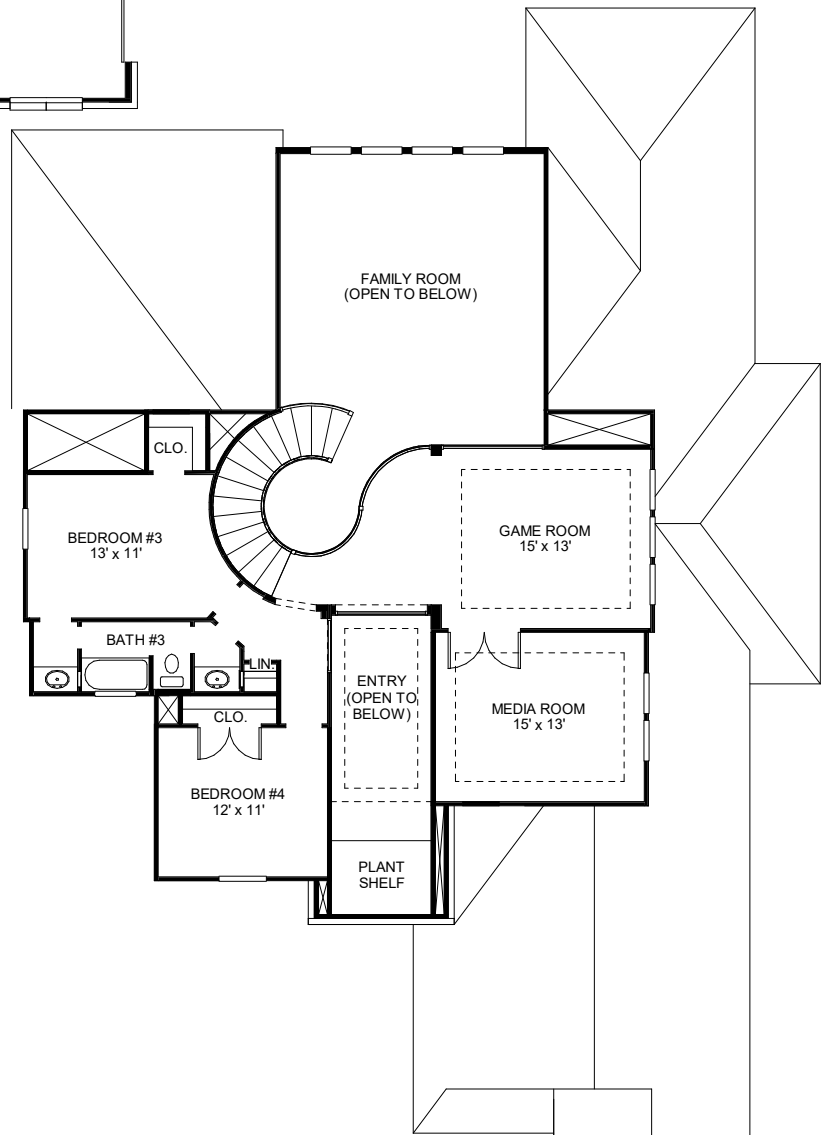 FAMILY ROOM
(OPEN TO BELOW)
CLO.
BEDROOM #3
13' x 11'
GAME ROOM
15' x 13'
BATH #3
LIN.
ENTRY
(OPEN TO
BELOW)
MEDIA ROOM
15' x 13'
CLO.
BEDROOM #4
12' x 11'
PLANT
SHELF